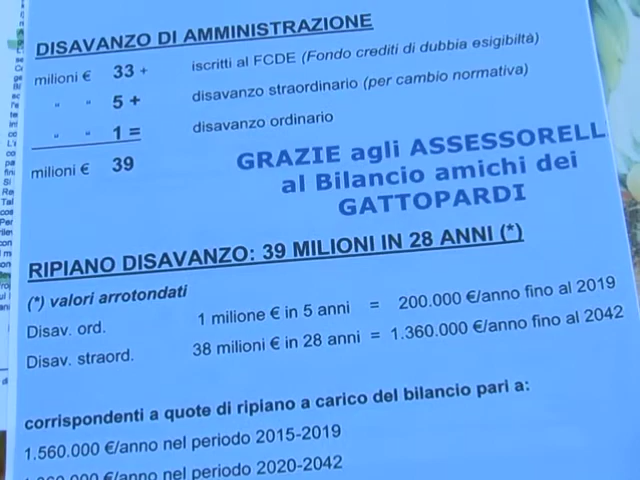 DISAVANZO DI AMMINISTRAZIONE
milioni € 33 + iscritti al FCDE (Fondo crediti di dubbia esigibiltà)
" " 5 + disavanzo straordinario (per cambio normativa)
" " 1 = disavanzo ordinario
milioni € 39
GRAZIE agli ASSESSORELL
al Bilancio amichi dei
GATTOPARDI
RIPIANO DISAVANZO: 39 MILIONI IN 28 ANNI (*)
(*) valori arrotondati
Disav. ord. 1 milione € in 5 anni = 200.000 €/anno fino al 2019
Disav. straord. 38 milioni € in 28 anni = 1.360.000 €/anno fino al 2042
corrispondenti a quote di ripiano a carico del bilancio pari a:
1.560.000 €/anno nel periodo 2015-2019
€/anno nel periodo 2020-2042